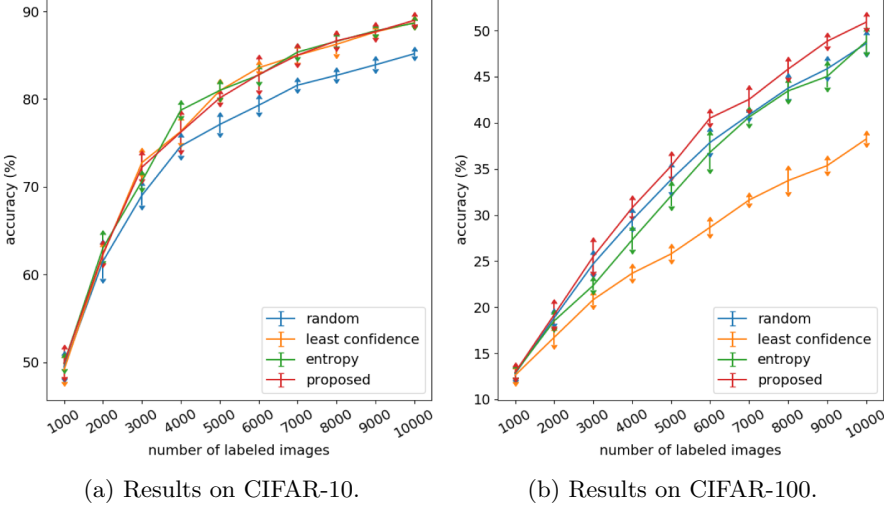 90
80
70
60
50
accuracy (%)
random
least confidence
entropy
proposed
1000 2000 3000 4000 5000 6000 7000 8000 9000 10000
number of labeled images
(a) Results on CIFAR-10.
50
45
40
35
30
25
20
15
10
accuracy (%)
random
least confidence
entropy
proposed
1000 2000 3000 4000 5000 6000 7000 8000 9000 10000
number of labeled images
(b) Results on CIFAR-100.